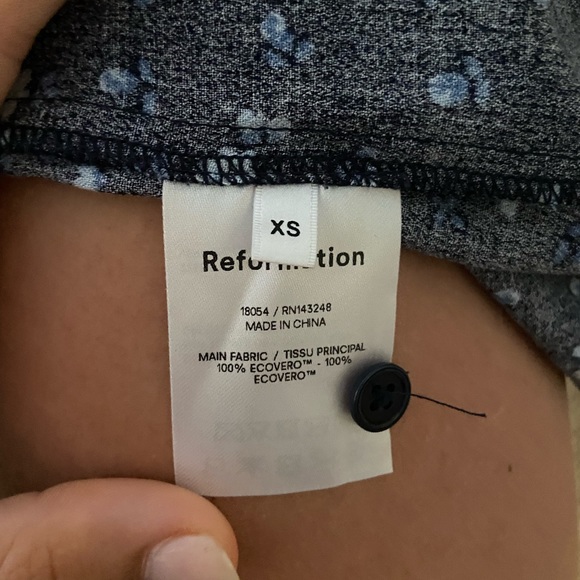 XS
Reformation
18054 / RN143248
MADE IN CHINA
MAIN FABRIC / TISSU PRINCIPAL
100% ECOVERO™ - 100%
ECOVERO™